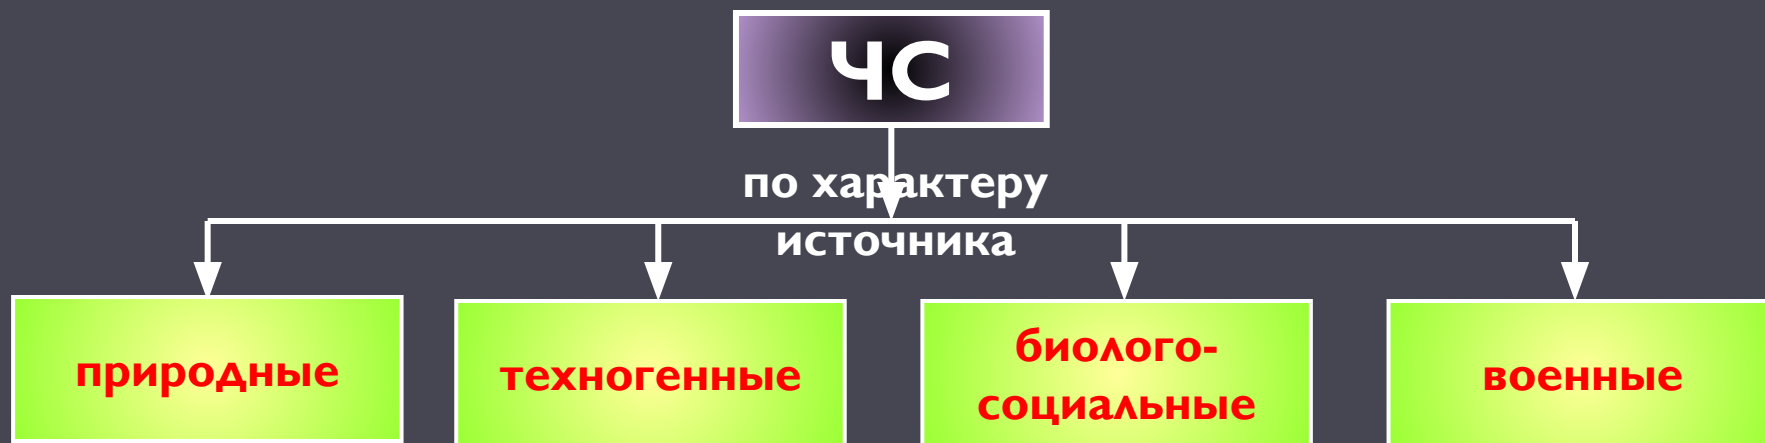 ЧС
по характеру
источника
природные
техногенные
биолого-
социальные
военные